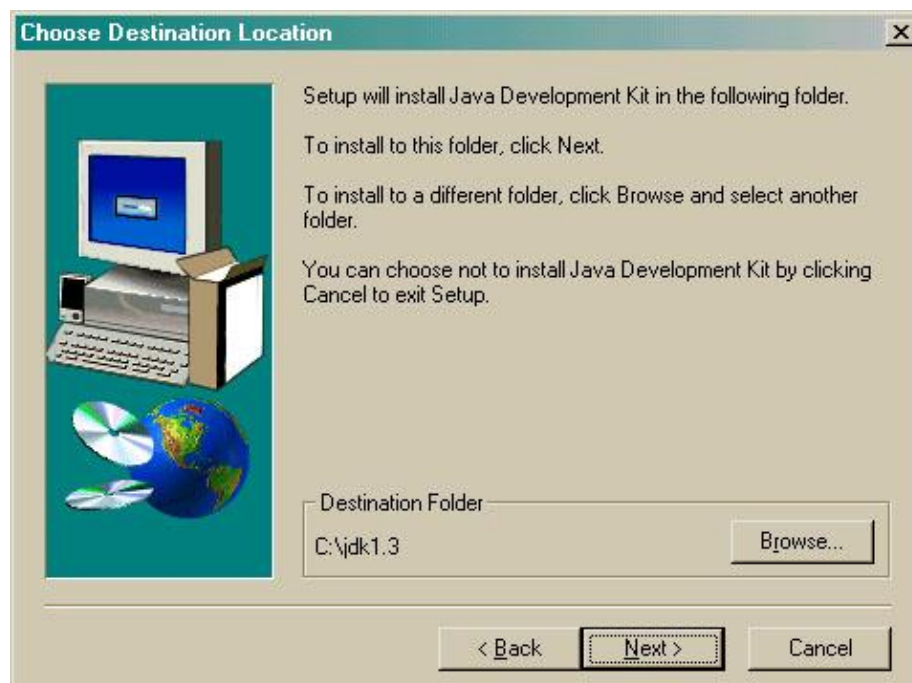 Choose Destination Location
Setup will install Java Development Kit in the following folder.
To install to this folder, click Next.
To install to a different folder, click Browse and select another
folder.
You can choose not to install Java Development Kit by clicking
Cancel to exit Setup.
Destination Folder
C:\jdk1.3
Browse...
< Back
Next >
Cancel